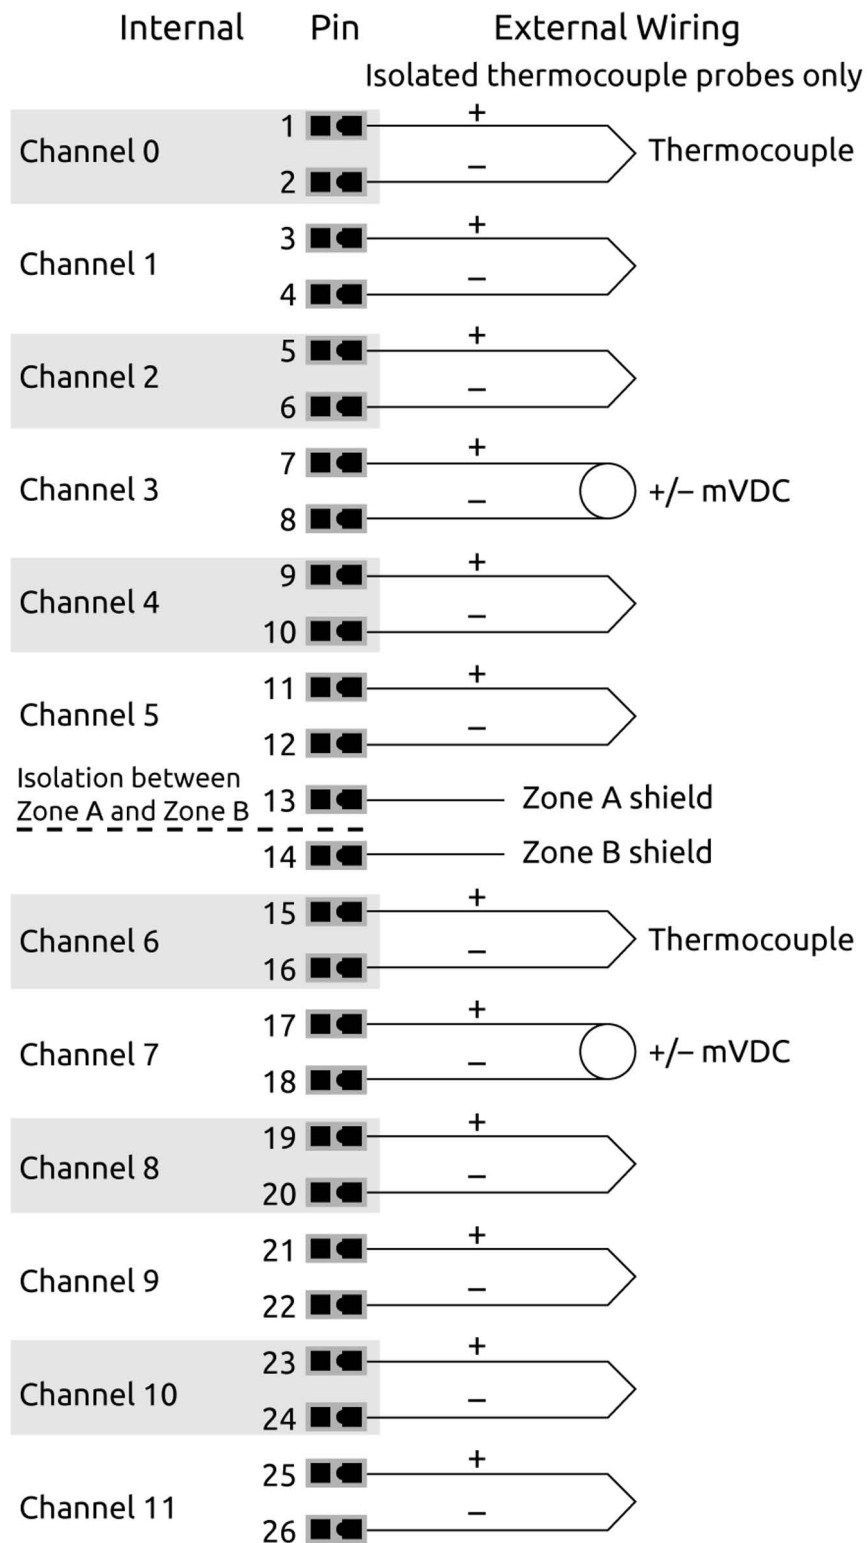 Internal Pin External Wiring
Isolated thermocouple probes only
Channel 0
1 +
2 –
Thermocouple
Channel 1
3 +
4 –
Channel 2
5 +
6 –
Channel 3
7 +
8 –
+/– mVDC
Channel 4
9 +
10 –
Channel 5
11 +
12 –
Isolation between
Zone A and Zone B
13 Zone A shield
14 Zone B shield
Channel 6
15 +
16 –
Thermocouple
Channel 7
17 +
18 –
+/– mVDC
Channel 8
19 +
20 –
Channel 9
21 +
22 –
Channel 10
23 +
24 –
Channel 11
25 +
26 –